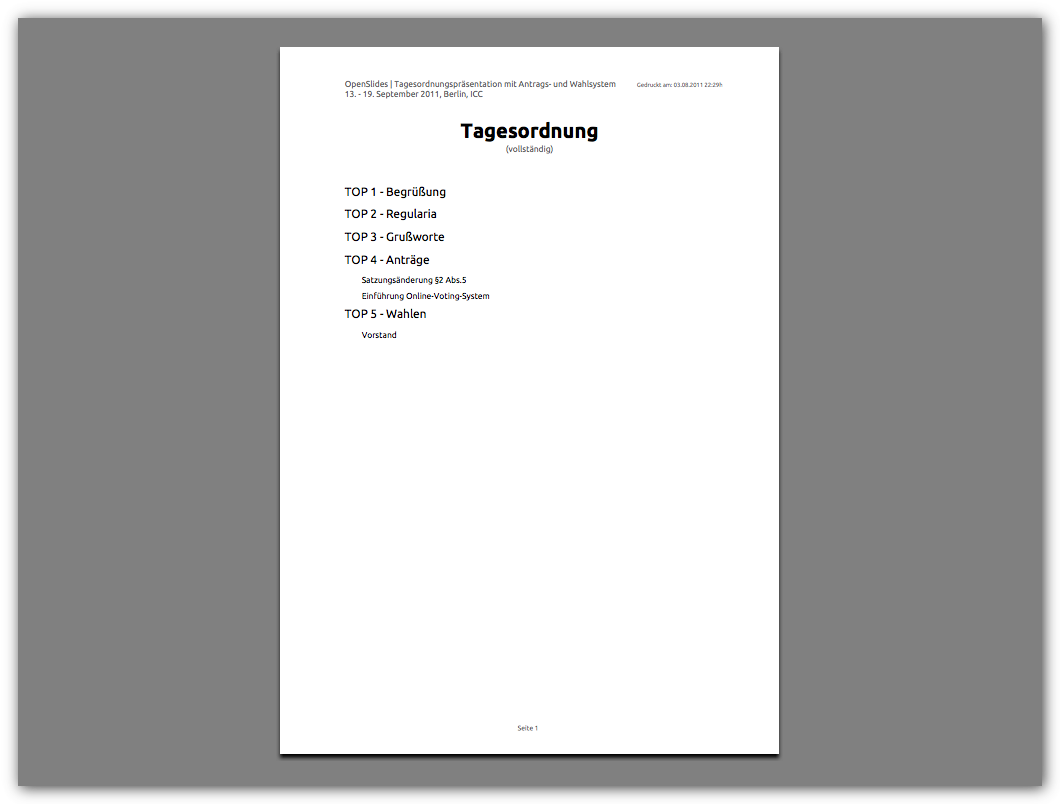 OpenSlides | Tagesordnungspräsentation mit Antrags- und Wahlsystem
Gedruckt am: 03.08.2011 22:29h
13. - 19. September 2011, Berlin, ICC
Tagesordnung
(vollständig)
TOP 1 - Begrüßung
TOP 2 - Regularia
TOP 3 - Grußworte
TOP 4 - Anträge
Satzungsänderung §2 Abs.5
Einführung Online-Voting-System
TOP 5 - Wahlen
Vorstand
Seite 1